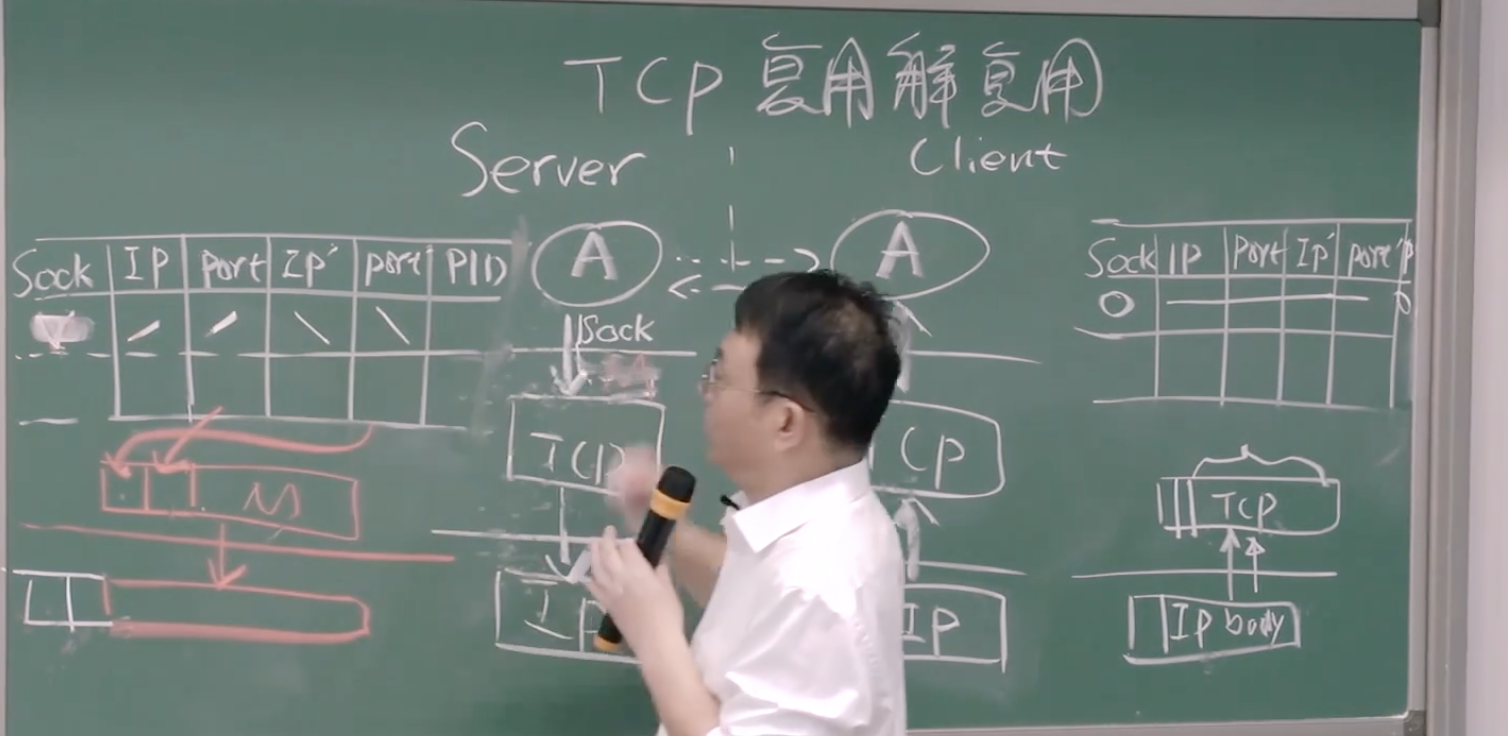 TCP 复用解复用
Server
Client
Sock IP Port IP' port' PID
A
A
Sock IP Port IP' port' P
Sock
TCP
CP
M
TCP
IP
IP
IP body